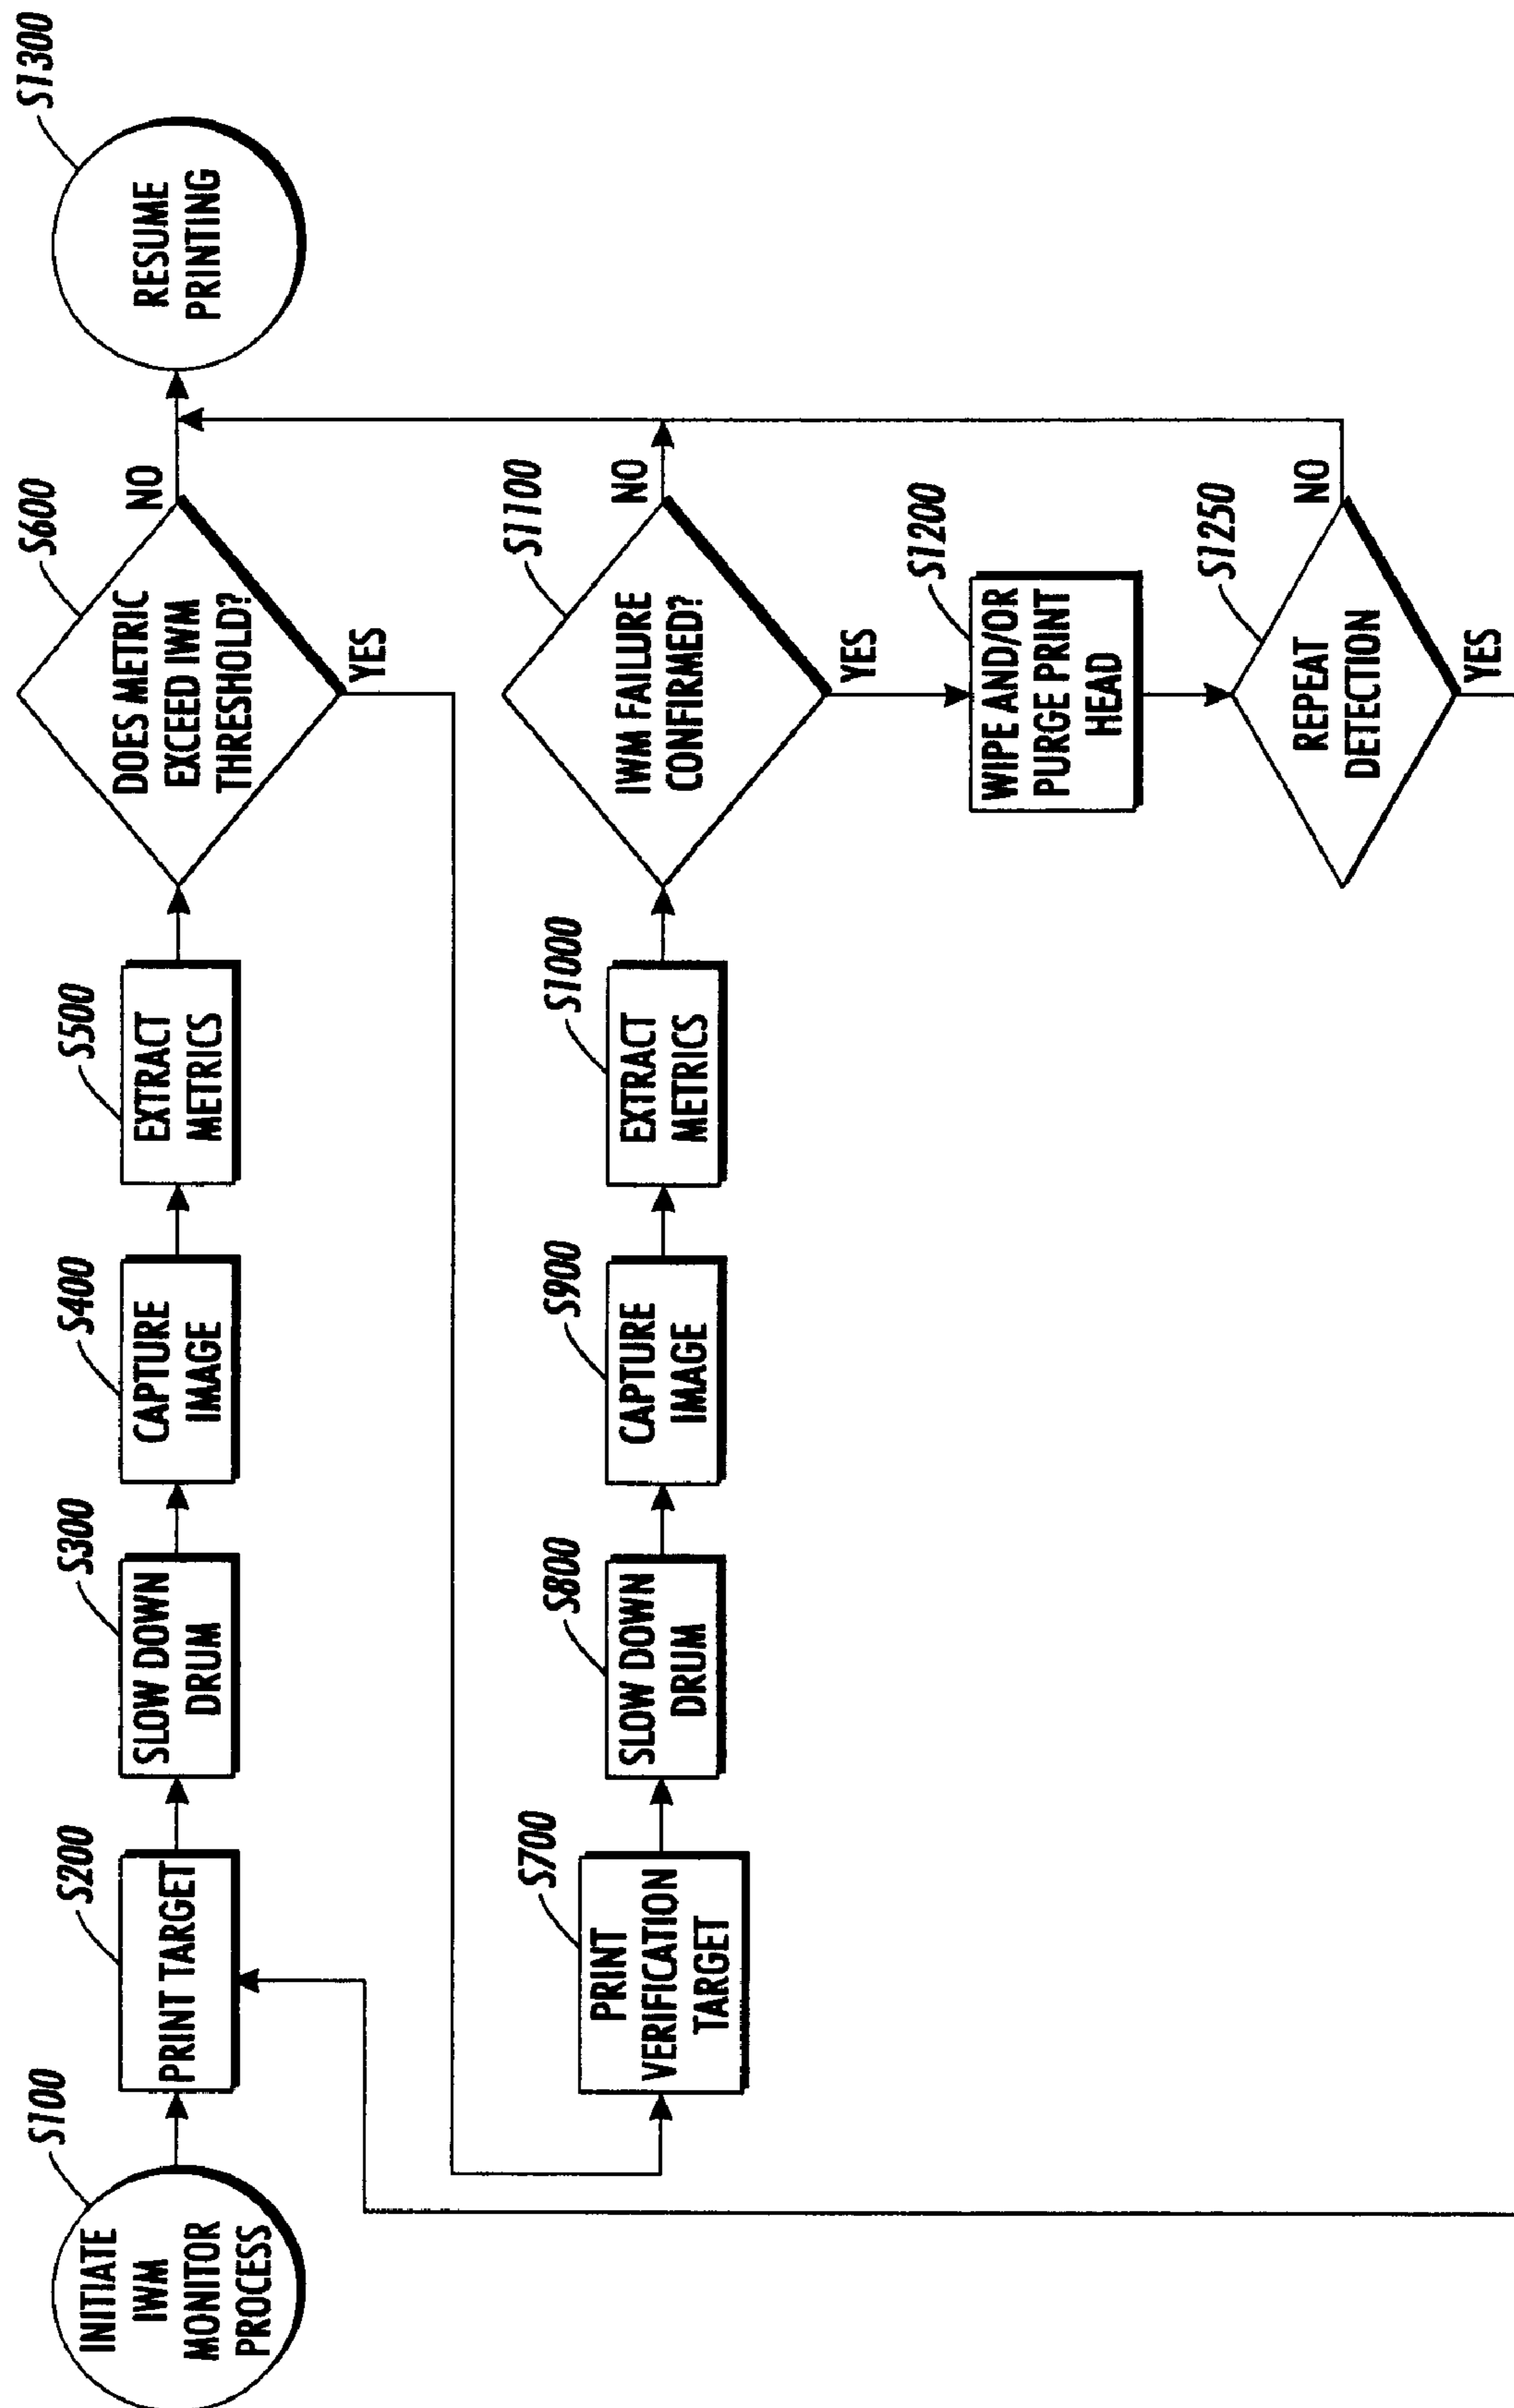 S100
INITIATE
IWM
MONITOR
PROCESS
S200
PRINT TARGET
S300
SLOW DOWN
DRUM
S400
CAPTURE
IMAGE
S500
EXTRACT
METRICS
S600
DOES METRIC
EXCEED IWM
THRESHOLD?
NO
YES
S1300
RESUME
PRINTING
S700
PRINT
VERIFICATION
TARGET
S800
SLOW DOWN
DRUM
S900
CAPTURE
IMAGE
S1000
EXTRACT
METRICS
S1100
IWM FAILURE
CONFIRMED?
NO
YES
S1200
WIPE AND/OR
PURGE PRINT
HEAD
S1250
REPEAT
DETECTION
NO
YES